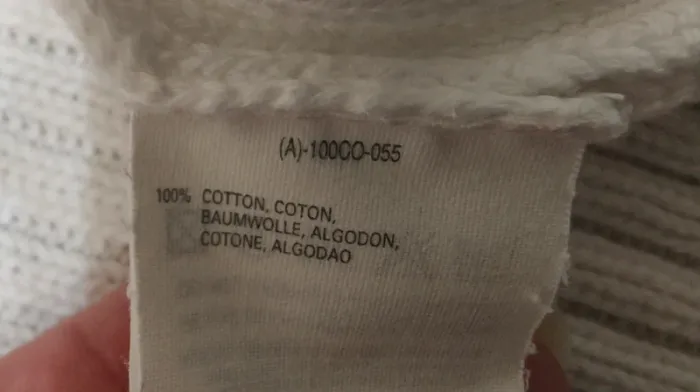 (A)-100CO-055
100% COTTON, COTON,
BAUMWOLLE, ALGODON,
COTONE, ALGODAO